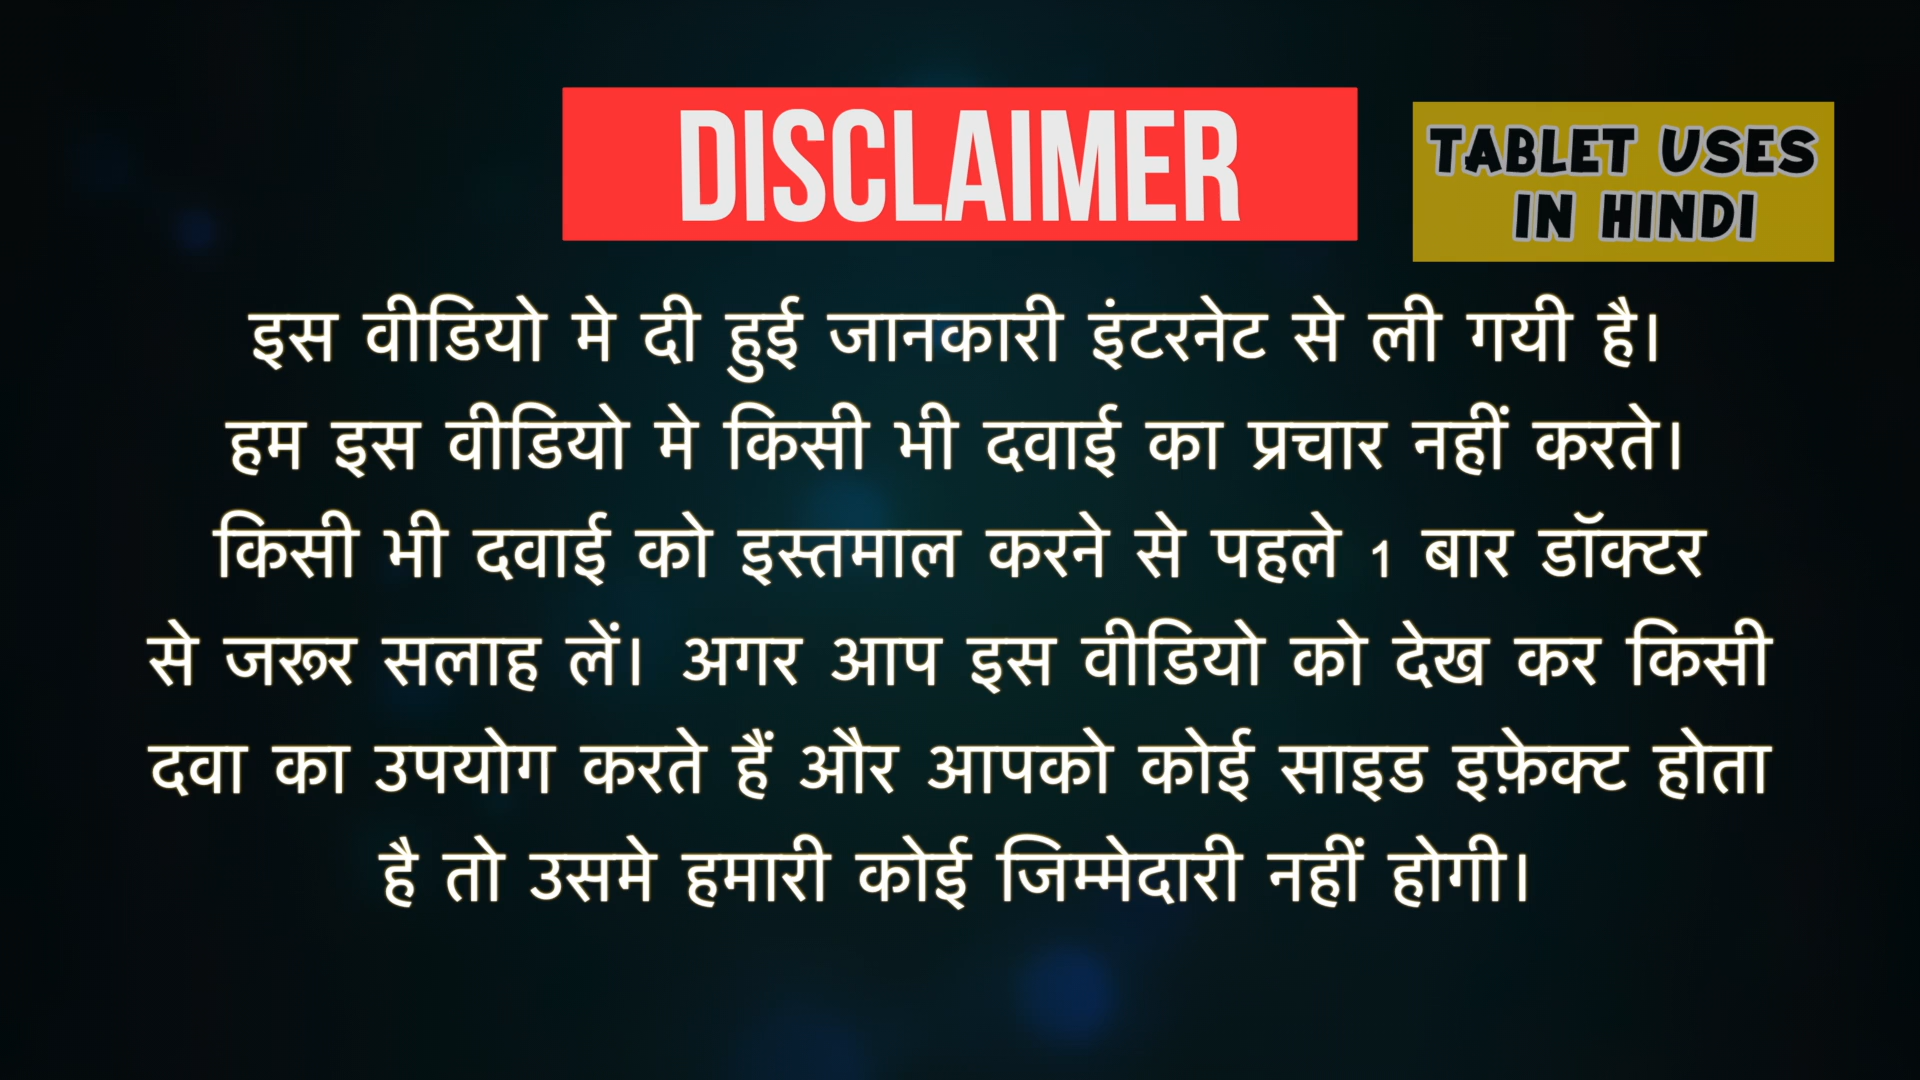 DISCLAIMER
TABLET USES
IN HINDI
इस वीडियो मे दी हुई जानकारी इंटरनेट से ली गयी है।
हम इस वीडियो मे किसी भी दवाई का प्रचार नहीं करते।
किसी भी दवाई को इस्तमाल करने से पहले 1 बार डॉक्टर
से जरूर सलाह लें। अगर आप इस वीडियो को देख कर किसी
दवा का उपयोग करते हैं और आपको कोई साइड इफ़ेक्ट होता
है तो उसमे हमारी कोई जिम्मेदारी नहीं होगी।